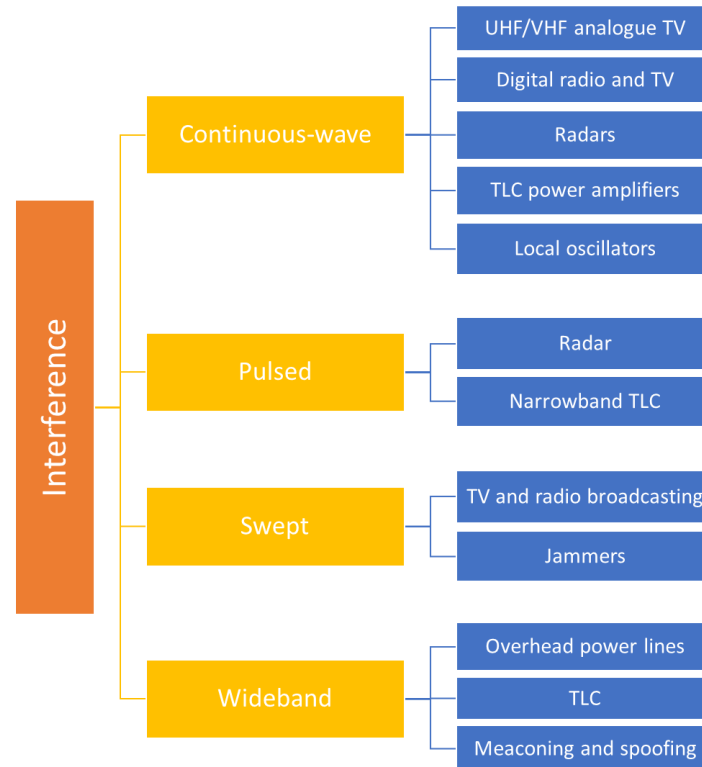 Interference
Continuous-wave
UHF/VHF analogue TV
Digital radio and TV
Radars
TLC power amplifiers
Local oscillators
Pulsed
Radar
Narrowband TLC
Swept
TV and radio broadcasting
Jammers
Wideband
Overhead power lines
TLC
Meaconing and spoofing